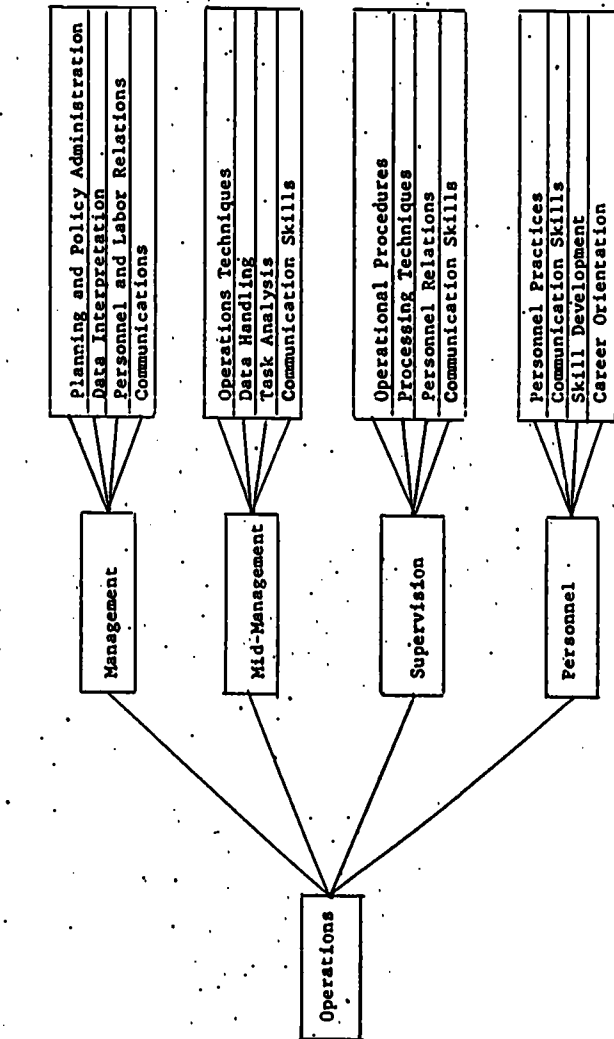 Operations
Management
Planning and Policy Administration
Data Interpretation
Personnel and Labor Relations
Communications
Mid-Management
Operations Techniques
Data Handling
Task Analysis
Communication Skills
Supervision
Operational Procedures
Processing Techniques
Personnel Relations
Communication Skills
Personnel
Personnel Practices
Communication Skills
Skill Development
Career Orientation